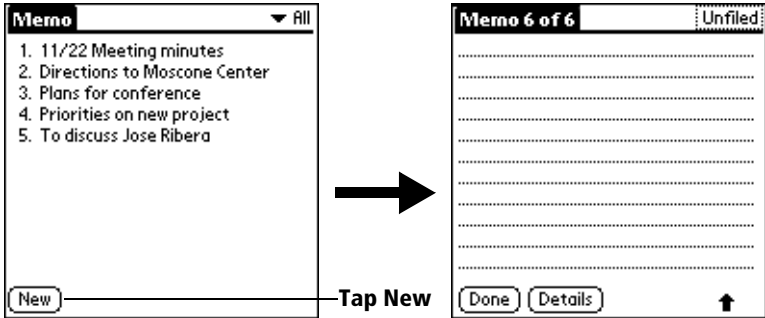 Memo ▼ All
1. 11/22 Meeting minutes
2. Directions to Moscone Center
3. Plans for conference
4. Priorities on new project
5. To discuss Jose Ribera
New
Tap New
Memo 6 of 6 Unfiled
Done Details